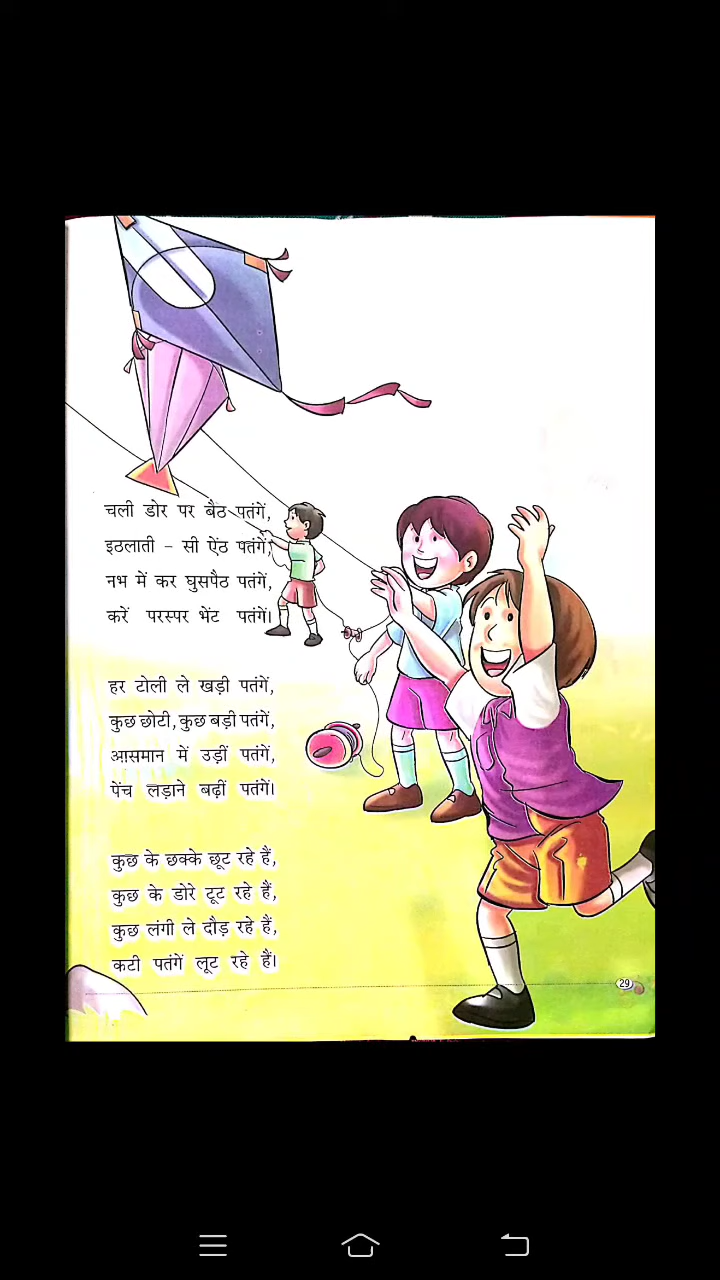 चली डोर पर बैठ पतंगें,
इठलाती – सी ऐंठ पतंगें,
नभ में कर घुसपैठ पतंगें,
करें परस्पर भेंट पतंगें।
हर टोली ले खड़ी पतंगें,
कुछ छोटी, कुछ बड़ी पतंगें,
आसमान में उड़ीं पतंगें,
पेंच लड़ाने बढ़ीं पतंगें।
कुछ के छक्के छूट रहे हैं,
कुछ के डोरे टूट रहे हैं,
कुछ लंगी ले दौड़ रहे हैं,
कटी पतंगें लूट रहे हैं।
29